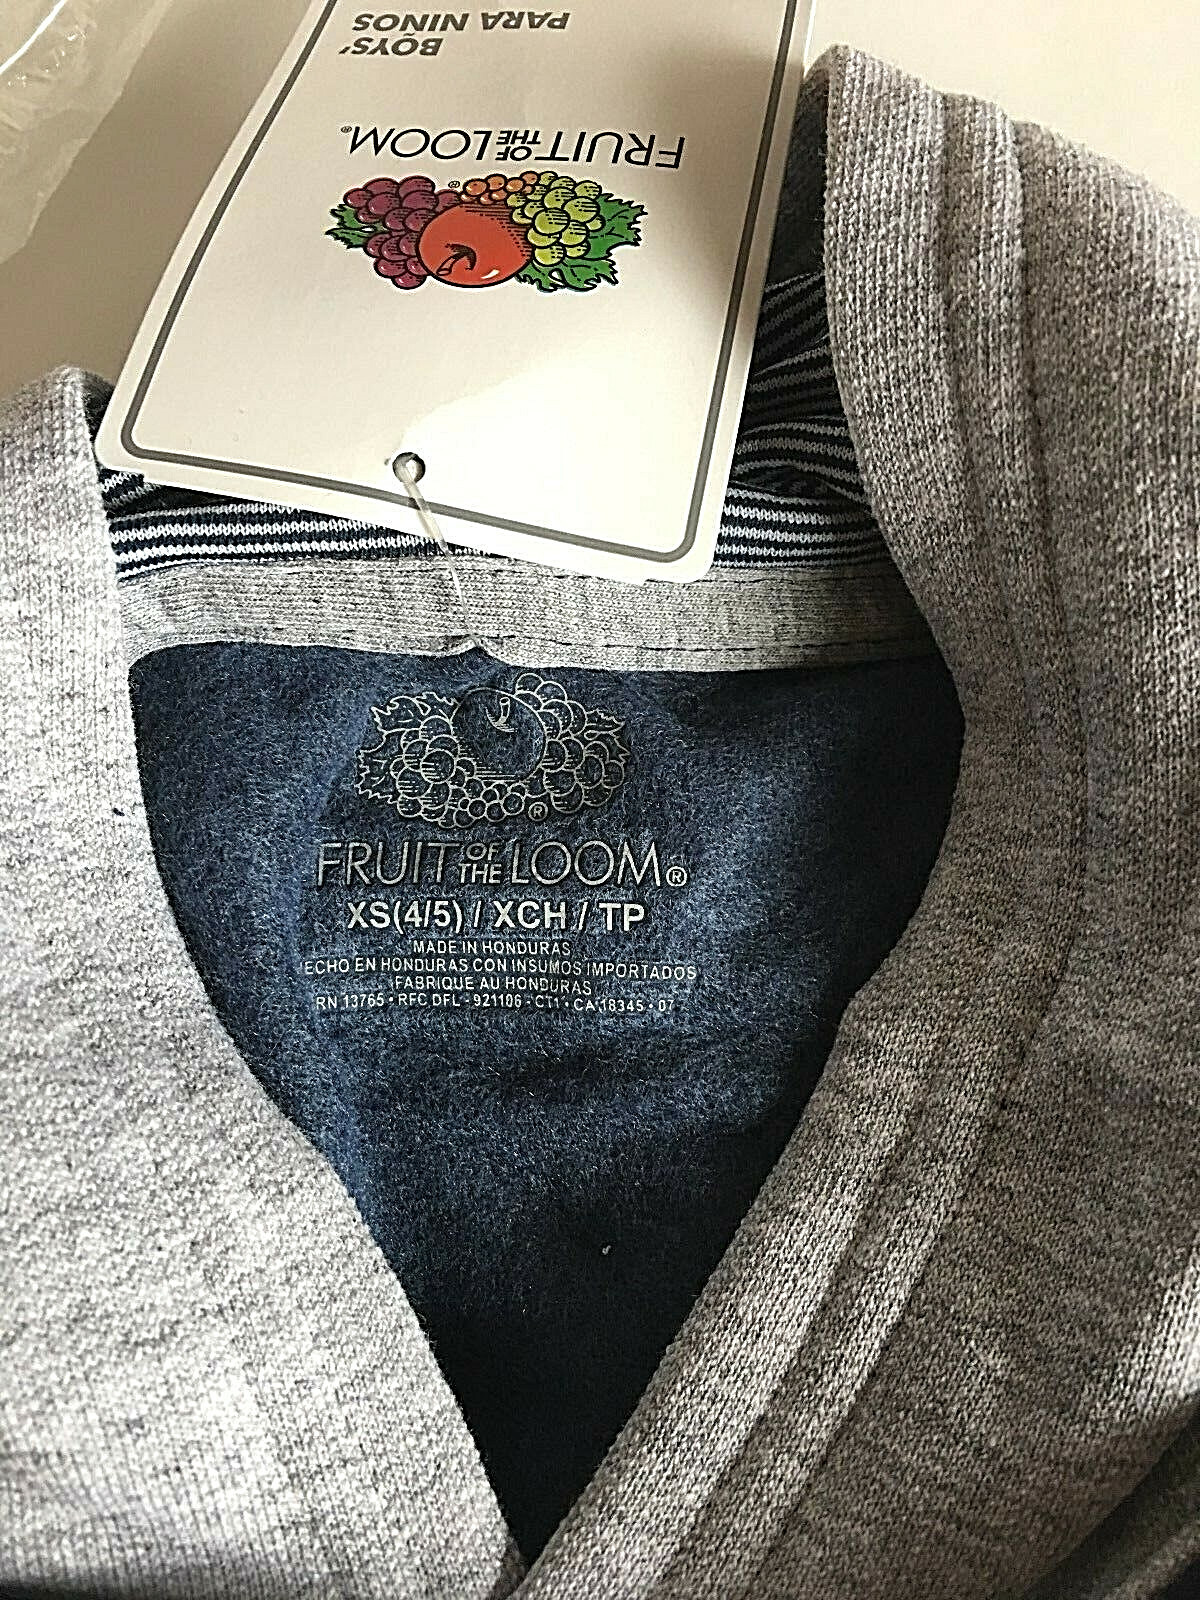 BOYS'
PARA NIÑOS
FRUIT OF THE LOOM®
®
®
FRUIT OF THE LOOM®
XS(4/5) / XCH / TP
MADE IN HONDURAS
ECHO EN HONDURAS CON INSUMOS IMPORTADOS
FABRIQUE AU HONDURAS
RN 13765 • RFC DFL - 921106 - CT1 • CA 18345 • 07